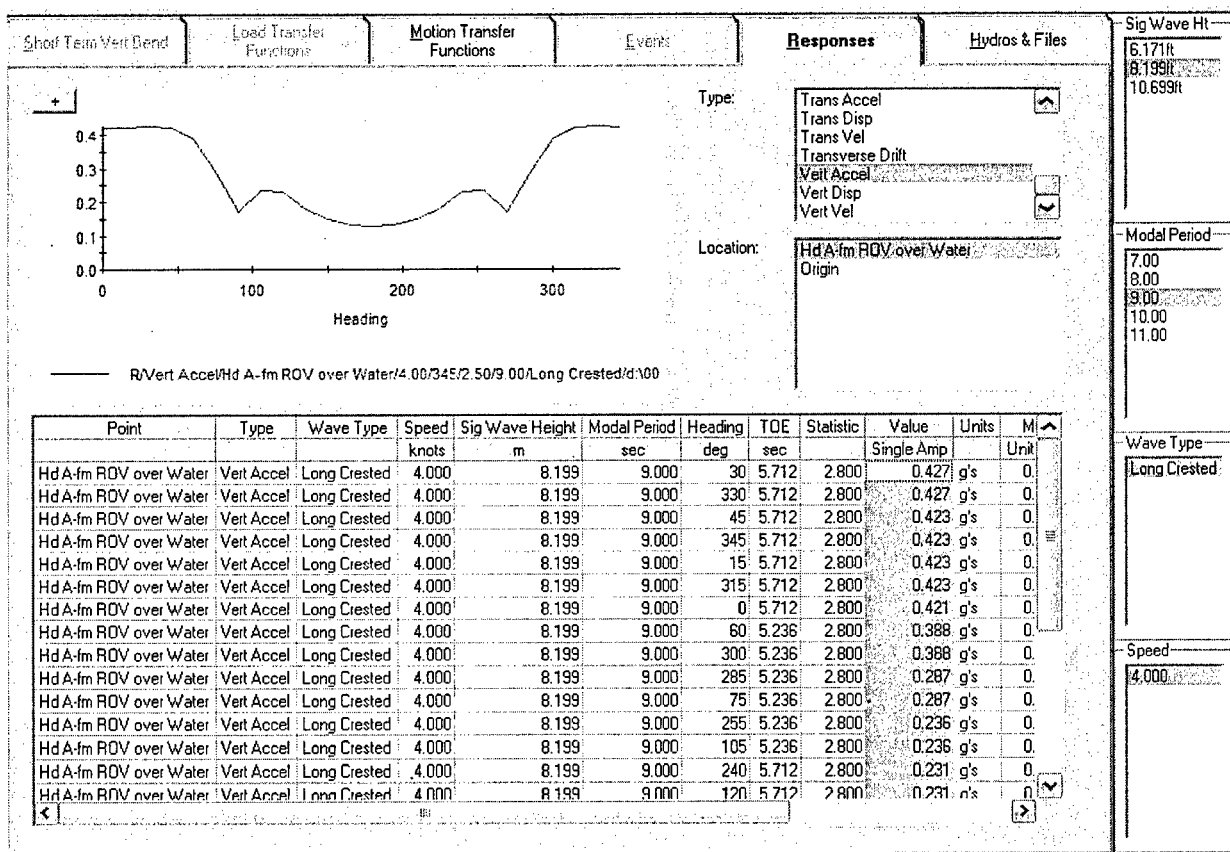 Short Term Vert Bend
Load Transfer Functions
Motion Transfer Functions
Events
Responses
Hydros & Files
+
0.4
0.3
0.2
0.1
0.0
0 100 200 300
Heading
R/Vert Accel/Hd A-fm ROV over Water/4.00/345/2.50/9.00/Long Crested/d:\00
Type:
Trans Accel
Trans Disp
Trans Vel
Transverse Drift
Vert Accel
Vert Disp
Vert Vel
Location:
Hd A-fm ROV over Water
Origin
Sig Wave Ht
6.171ft
8.199ft
10.699ft
Modal Period
7.00
8.00
9.00
10.00
11.00
Wave Type
Long Crested
Speed
4.000
Point Type Wave Type Speed Sig Wave Height Modal Period Heading TOE Statistic Value Units M
knots m sec deg sec Single Amp Unit
Hd A-fm ROV over Water Vert Accel Long Crested 4.000 8.199 9.000 30 5.712 2.800 0.427 g's 0.
Hd A-fm ROV over Water Vert Accel Long Crested 4.000 8.199 9.000 330 5.712 2.800 0.427 g's 0.
Hd A-fm ROV over Water Vert Accel Long Crested 4.000 8.199 9.000 45 5.712 2.800 0.423 g's 0.
Hd A-fm ROV over Water Vert Accel Long Crested 4.000 8.199 9.000 345 5.712 2.800 0.423 g's 0.
Hd A-fm ROV over Water Vert Accel Long Crested 4.000 8.199 9.000 15 5.712 2.800 0.423 g's 0.
Hd A-fm ROV over Water Vert Accel Long Crested 4.000 8.199 9.000 315 5.712 2.800 0.423 g's 0.
Hd A-fm ROV over Water Vert Accel Long Crested 4.000 8.199 9.000 0 5.712 2.800 0.421 g's 0.
Hd A-fm ROV over Water Vert Accel Long Crested 4.000 8.199 9.000 60 5.236 2.800 0.388 g's 0.
Hd A-fm ROV over Water Vert Accel Long Crested 4.000 8.199 9.000 300 5.236 2.800 0.388 g's 0.
Hd A-fm ROV over Water Vert Accel Long Crested 4.000 8.199 9.000 285 5.236 2.800 0.287 g's 0.
Hd A-fm ROV over Water Vert Accel Long Crested 4.000 8.199 9.000 75 5.236 2.800 0.287 g's 0.
Hd A-fm ROV over Water Vert Accel Long Crested 4.000 8.199 9.000 255 5.236 2.800 0.236 g's 0.
Hd A-fm ROV over Water Vert Accel Long Crested 4.000 8.199 9.000 105 5.236 2.800 0.236 g's 0.
Hd A-fm ROV over Water Vert Accel Long Crested 4.000 8.199 9.000 240 5.712 2.800 0.231 g's 0.
Hd A-fm ROV over Water Vert Accel Long Crested 4.000 8.199 9.000 120 5.712 2.800 0.231 g's 0.